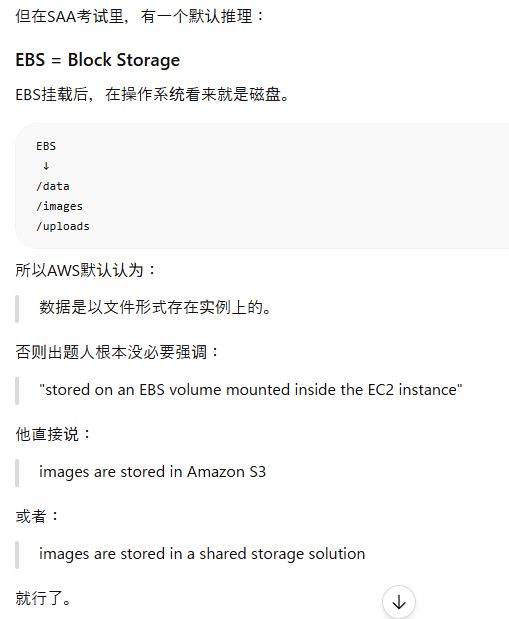 但在SAA考试里，有一个默认推理：
EBS = Block Storage
EBS挂载后，在操作系统看来就是磁盘。
EBS
↓
/data
/images
/uploads
所以AWS默认认为：
数据是以文件形式存在实例上的。
否则出题人根本没必要强调：
"stored on an EBS volume mounted inside the EC2 instance"
他直接说：
images are stored in Amazon S3
或者：
images are stored in a shared storage solution
就行了。